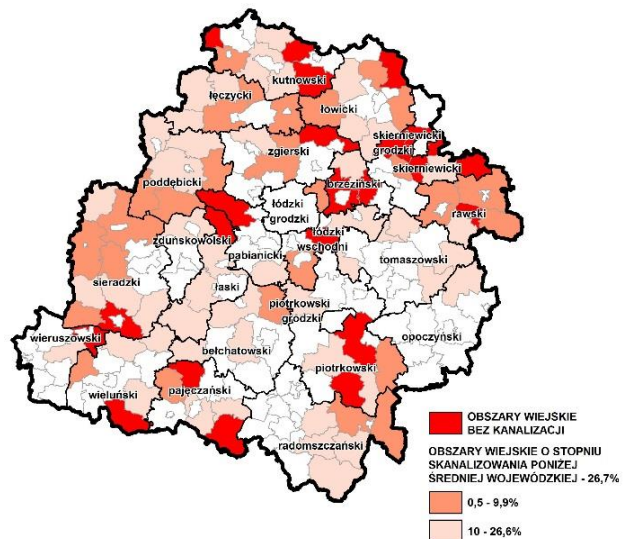 kutnowski
łęczycki
łowicki
skierniewicki
grodzki
zgierski
skierniewicki
poddębicki
brzeziński
łódzki
grodzki
rawski
łódzki
wschodni
zduńskowolski
pabianicki
tomaszowski
sieradzki
łaski
piotrkowski
grodzki
wieruszowski
opoczyński
bełchatowski
piotrkowski
wieluński
pajęczański
radomszczański
OBSZARY WIEJSKIE
BEZ KANALIZACJI
OBSZARY WIEJSKIE O STOPNIU
SKANALIZOWANIA PONIŻEJ
ŚREDNIEJ WOJEWÓDZKIEJ - 26,7%
0,5 - 9,9%
10 - 26,6%